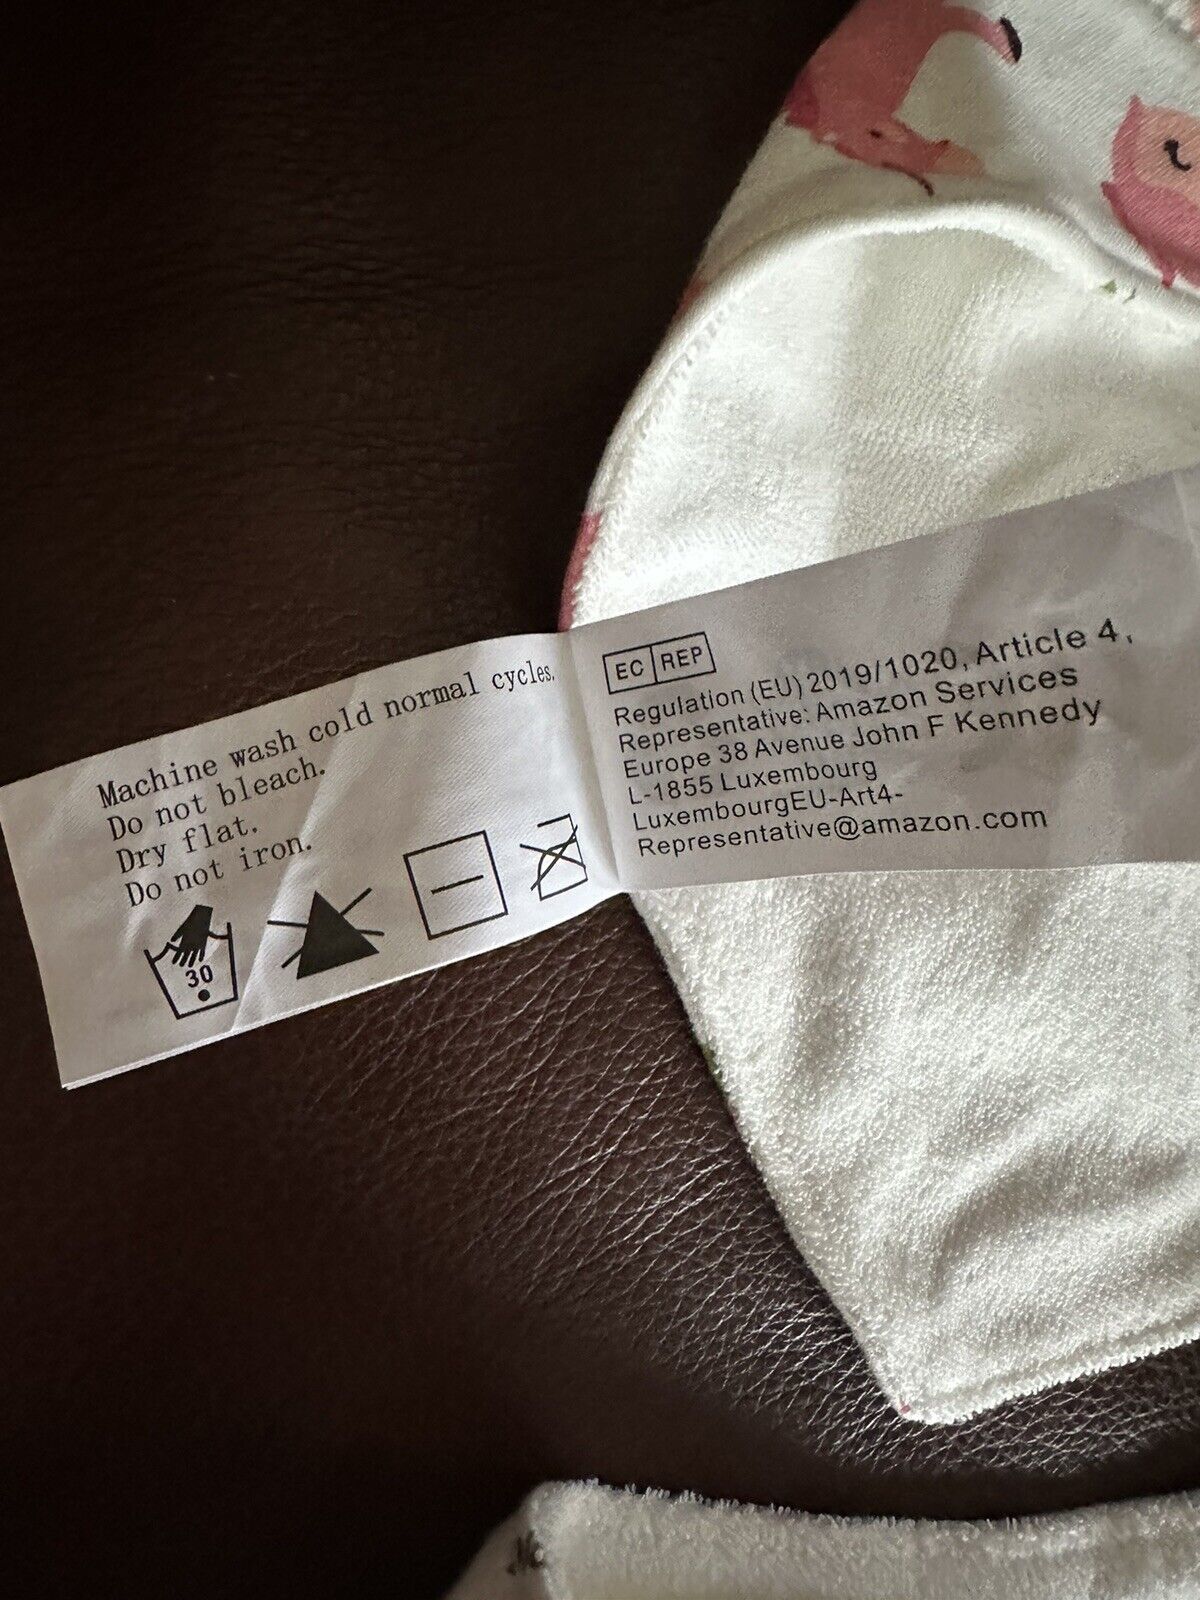 Machine wash cold normal cycles.
Do not bleach.
Dry flat.
Do not iron.
30
EC REP
Regulation (EU) 2019/1020, Article 4,
Representative: Amazon Services
Europe 38 Avenue John F Kennedy
L-1855 Luxembourg
LuxembourgEU-Art4-
Representative@amazon.com